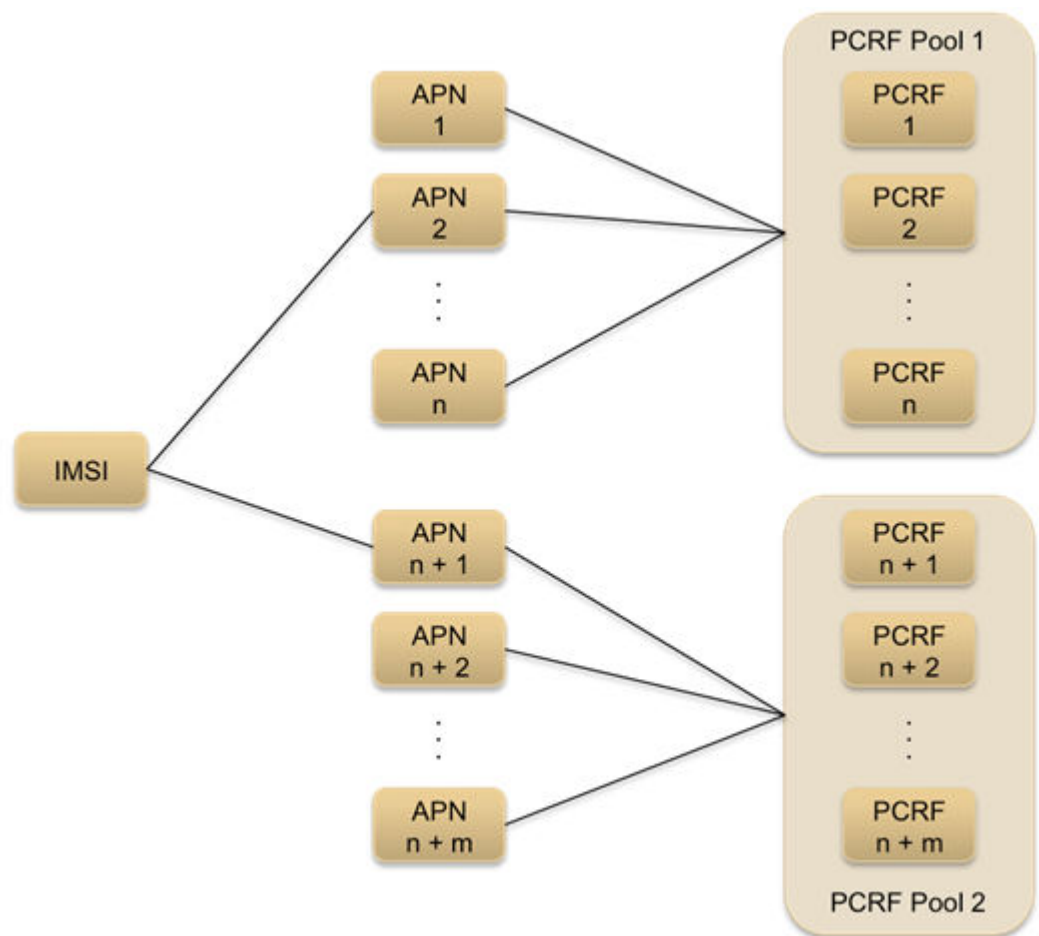 PCRF Pool 1
APN
1
PCRF
1
APN
2
PCRF
2
APN
n
PCRF
n
IMSI
APN
n + 1
PCRF
n + 1
APN
n + 2
PCRF
n + 2
APN
n + m
PCRF
n + m
PCRF Pool 2